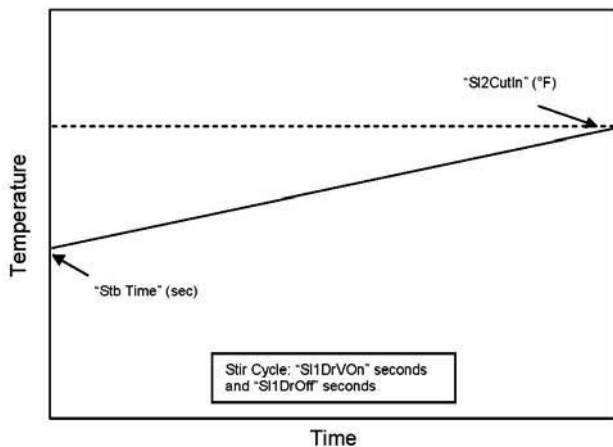 "Sl2CutIn" (°F)
Temperature
"Stb Time" (sec)
Stir Cycle: "Sl1DrVOn" seconds
and "Sl1DrOff" seconds
Time